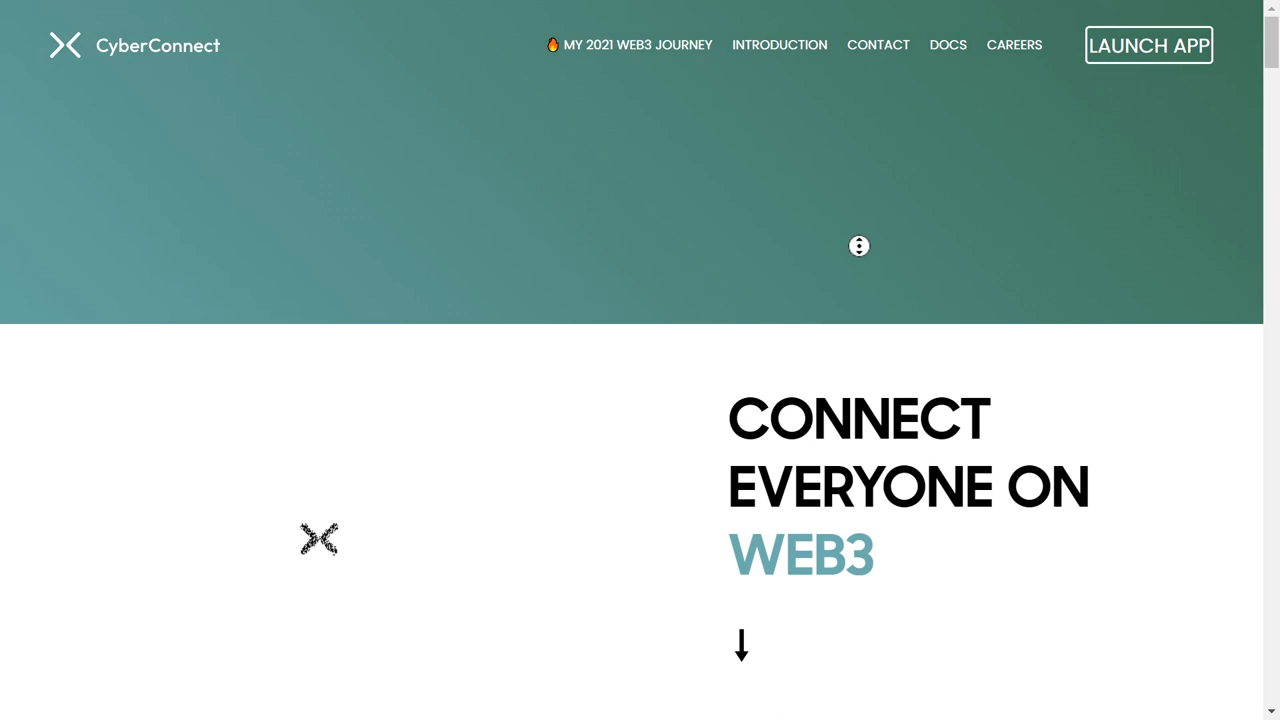 CyberConnect
🔥 MY 2021 WEB3 JOURNEY
INTRODUCTION
CONTACT
DOCS
CAREERS
LAUNCH APP
CONNECT
EVERYONE ON
WEB3